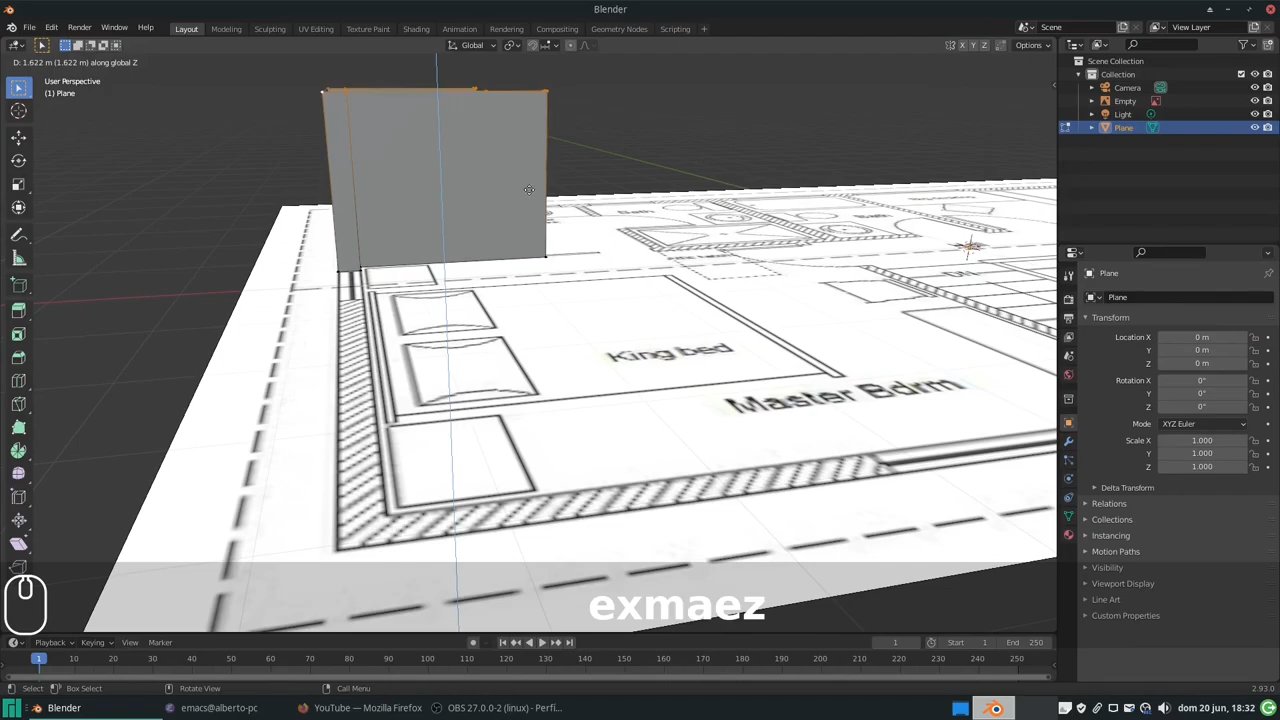 Blender
File
Edit
Render
Window
Help
Layout
Modeling
Sculpting
UV Editing
Texture Paint
Shading
Animation
Rendering
Compositing
Geometry Nodes
Scripting
Scene
View Layer
Global
X
Y
Z
Options
D: 1.622 m (1.622 m) along global Z
User Perspective
(1) Plane
Scene Collection
Collection
Camera
Empty
Light
Plane
Plane
Plane
Transform
Location X 0 m
Y 0 m
Z 0 m
Rotation X 0°
Y 0°
Z 0°
Mode XYZ Euler
Scale X 1.000
Y 1.000
Z 1.000
Delta Transform
Relations
Collections
Instancing
Motion Paths
Visibility
Viewport Display
Line Art
Custom Properties
Bath
Bath
DN
King bed
Master Bdrm
exmaez
Playback
Keying
View
Marker
1
Start 1
End 250
1 10 20 30 40 50 60 70 80 90 100 110 120 130 140 150 160 170 180 190 200 210 220 230 240 250
Select
Box Select
Rotate View
Call Menu
2.93.0
Blender
emacs@alberto-pc
YouTube — Mozilla Firefox
OBS 27.0.0-2 (linux) - Perfi...
dom 20 jun, 18:32